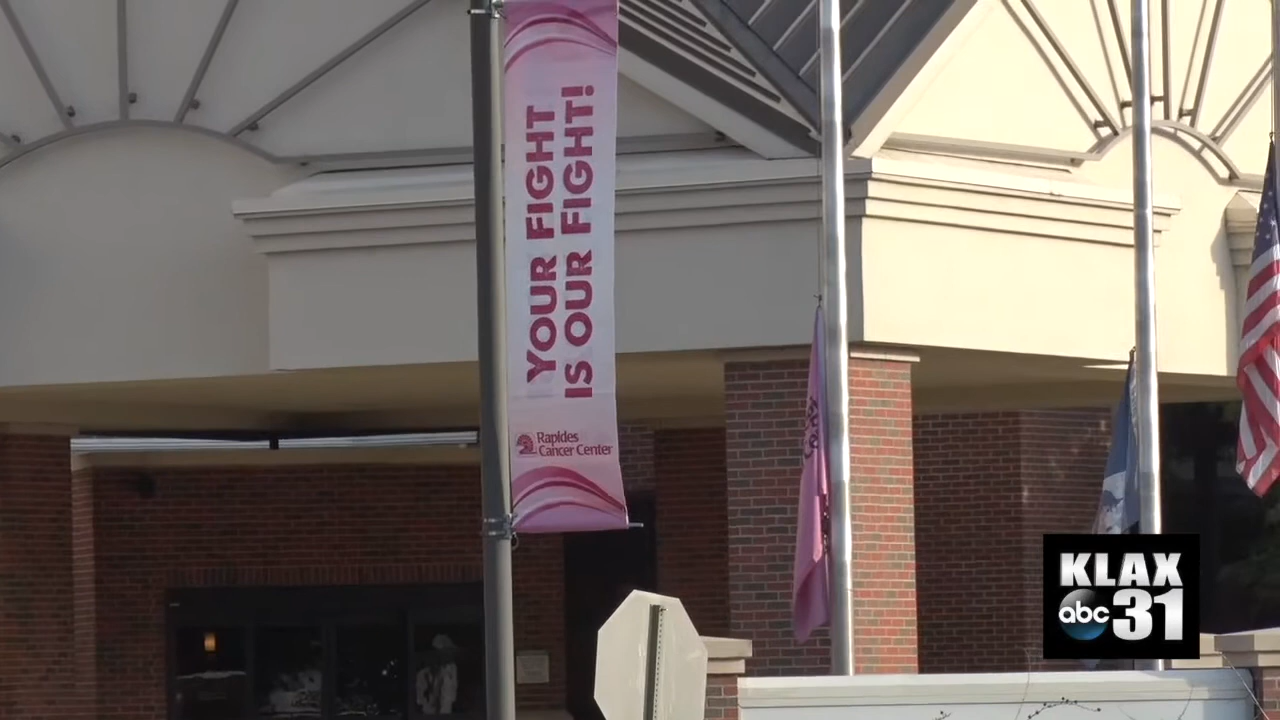 YOUR FIGHT
IS OUR FIGHT!
Rapides
Cancer Center
KLAX
abc 31